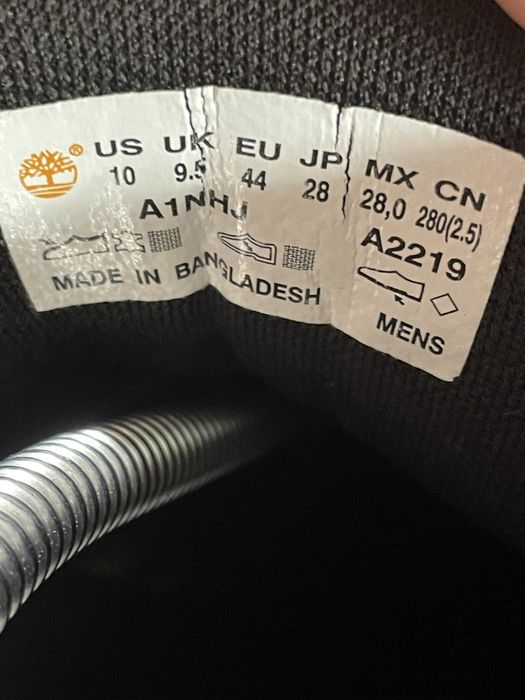 ® US UK EU JP MX CN
10 9.5 44 28 28,0 280(2.5)
A1NHJ A2219
MADE IN BANGLADESH MENS